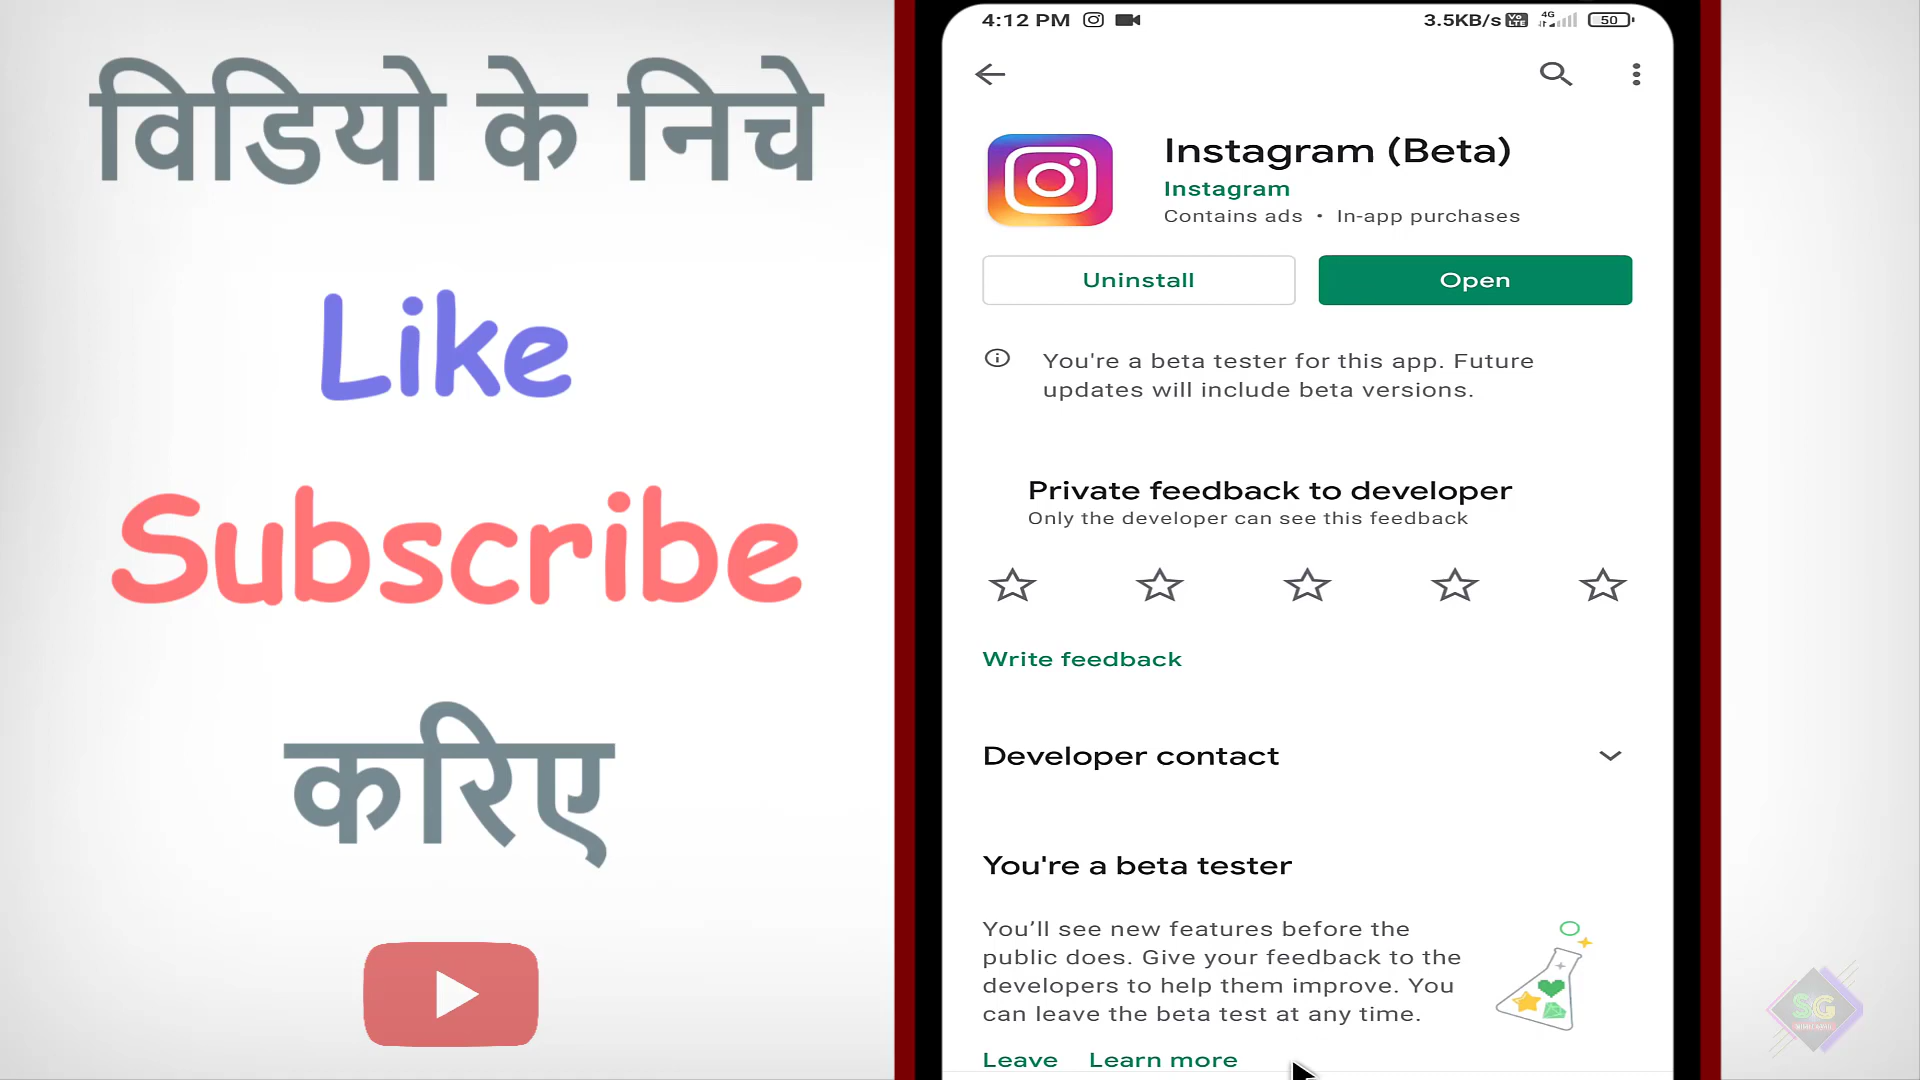 विडियो के निचे
Like
Subscribe
करिए
4:12 PM
3.5KB/s Vo LTE 4G 50
Instagram (Beta)
Instagram
Contains ads • In-app purchases
Uninstall
Open
You're a beta tester for this app. Future
updates will include beta versions.
Private feedback to developer
Only the developer can see this feedback
Write feedback
Developer contact
You're a beta tester
You’ll see new features before the
public does. Give your feedback to the
developers to help them improve. You
can leave the beta test at any time.
Leave Learn more
SG